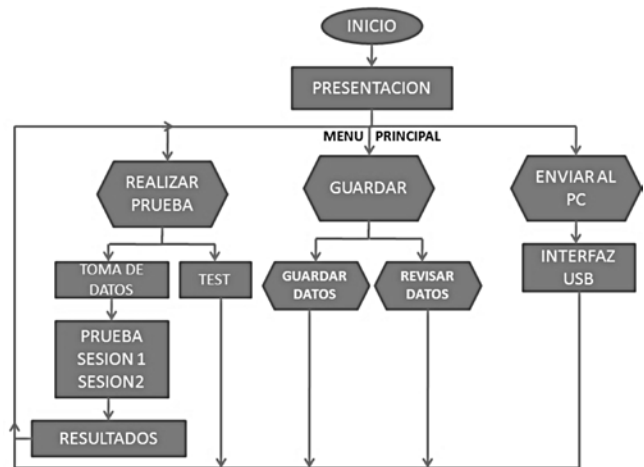 INICIO
PRESENTACION
MENU PRINCIPAL
REALIZAR
PRUEBA
GUARDAR
ENVIAR AL
PC
TOMA DE
DATOS
TEST
GUARDAR
DATOS
REVISAR
DATOS
INTERFAZ
USB
PRUEBA
SESION 1
SESION2
RESULTADOS